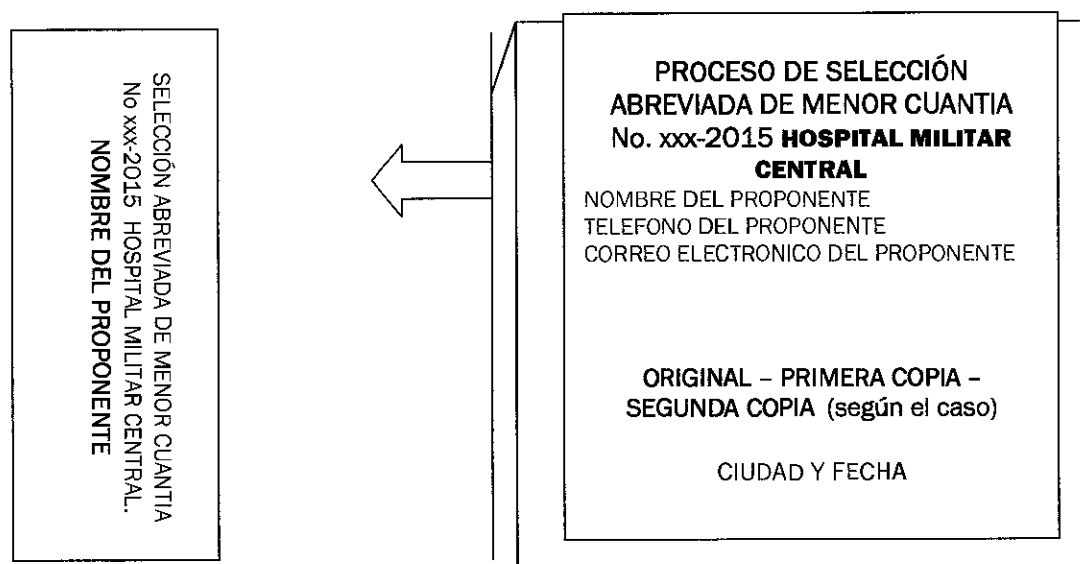 SELECCIÓN ABREVIADA DE MENOR CUANTIA
No xxx-2015 HOSPITAL MILITAR CENTRAL.
NOMBRE DEL PROPONENTE
PROCESO DE SELECCIÓN
ABREVIADA DE MENOR CUANTIA
No. xxx-2015 HOSPITAL MILITAR
CENTRAL
NOMBRE DEL PROPONENTE
TELEFONO DEL PROPONENTE
CORREO ELECTRONICO DEL PROPONENTE
ORIGINAL – PRIMERA COPIA –
SEGUNDA COPIA (según el caso)
CIUDAD Y FECHA